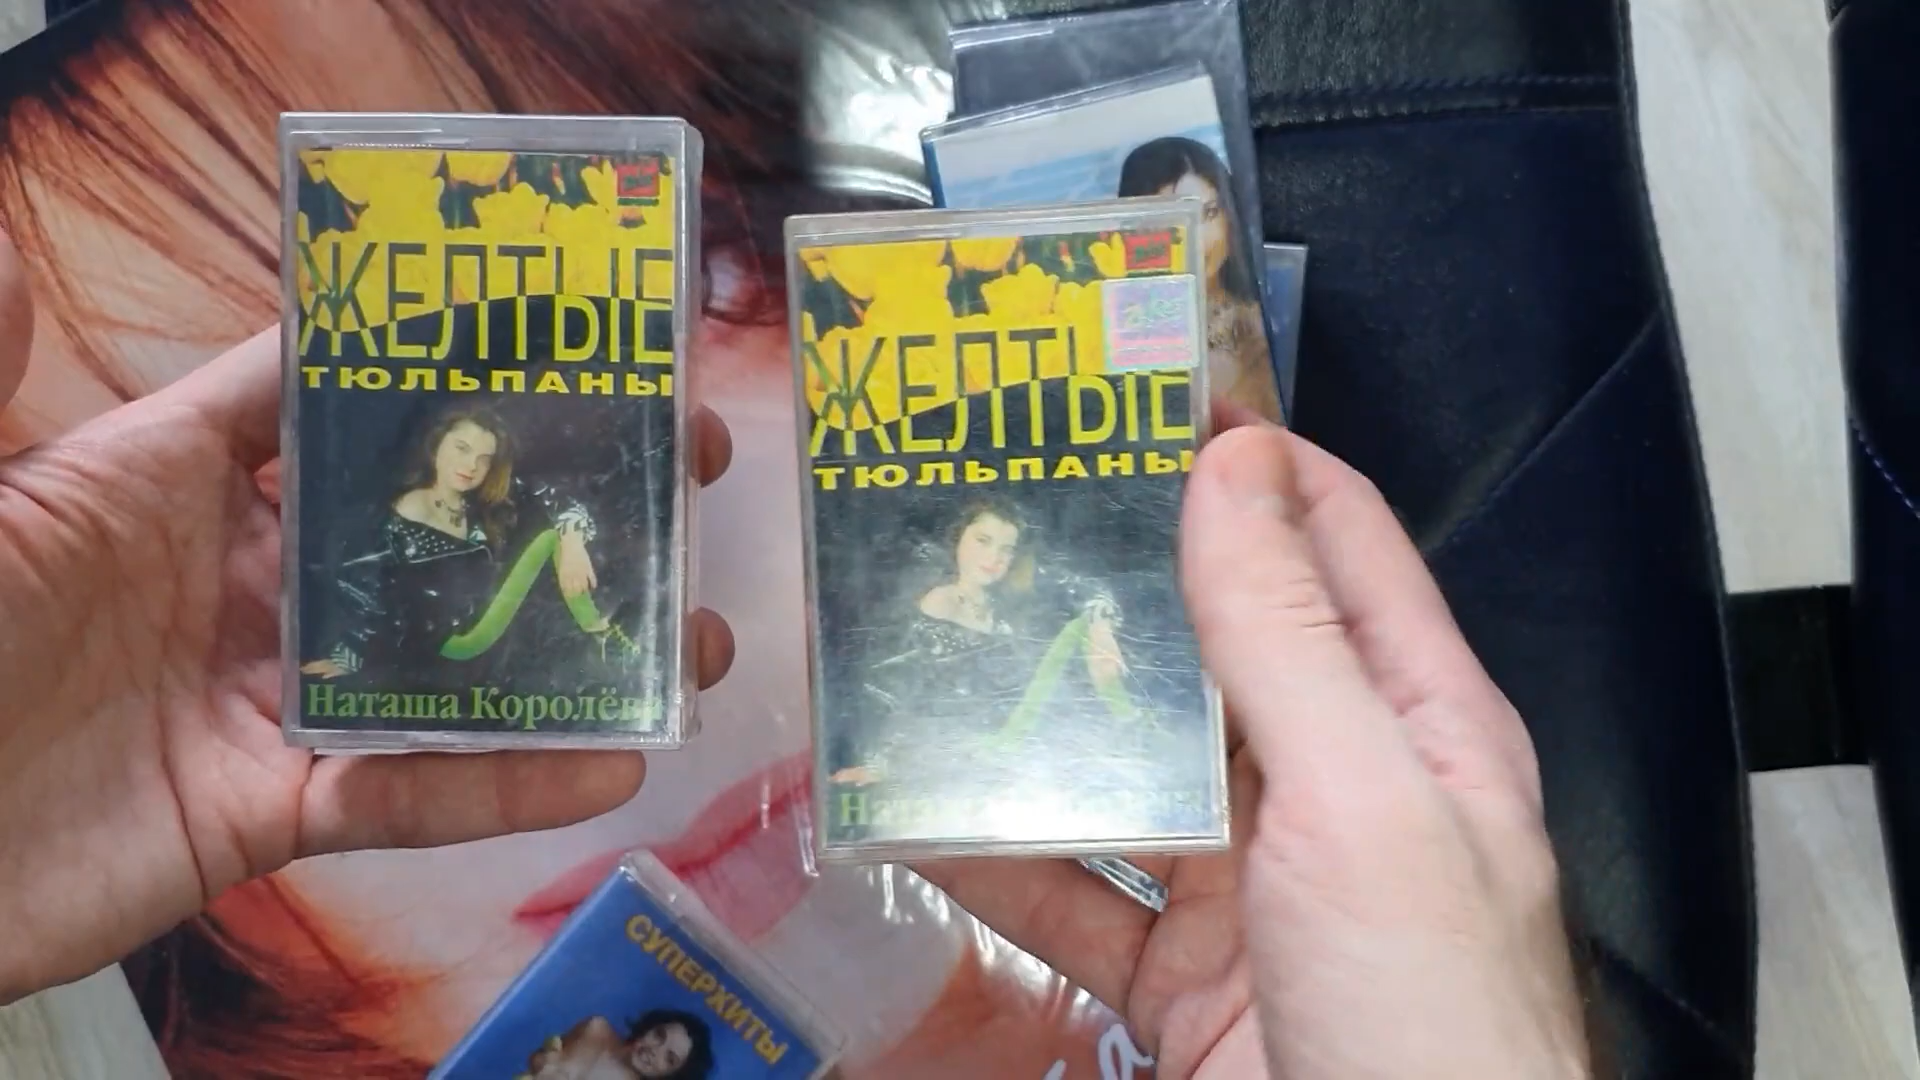 ЖЕЛТЫЕ
ТЮЛЬПАНЫ
Наташа Королёва
ЖЕЛТЫЕ
ТЮЛЬПАНЫ
СУПЕРХИТЫ